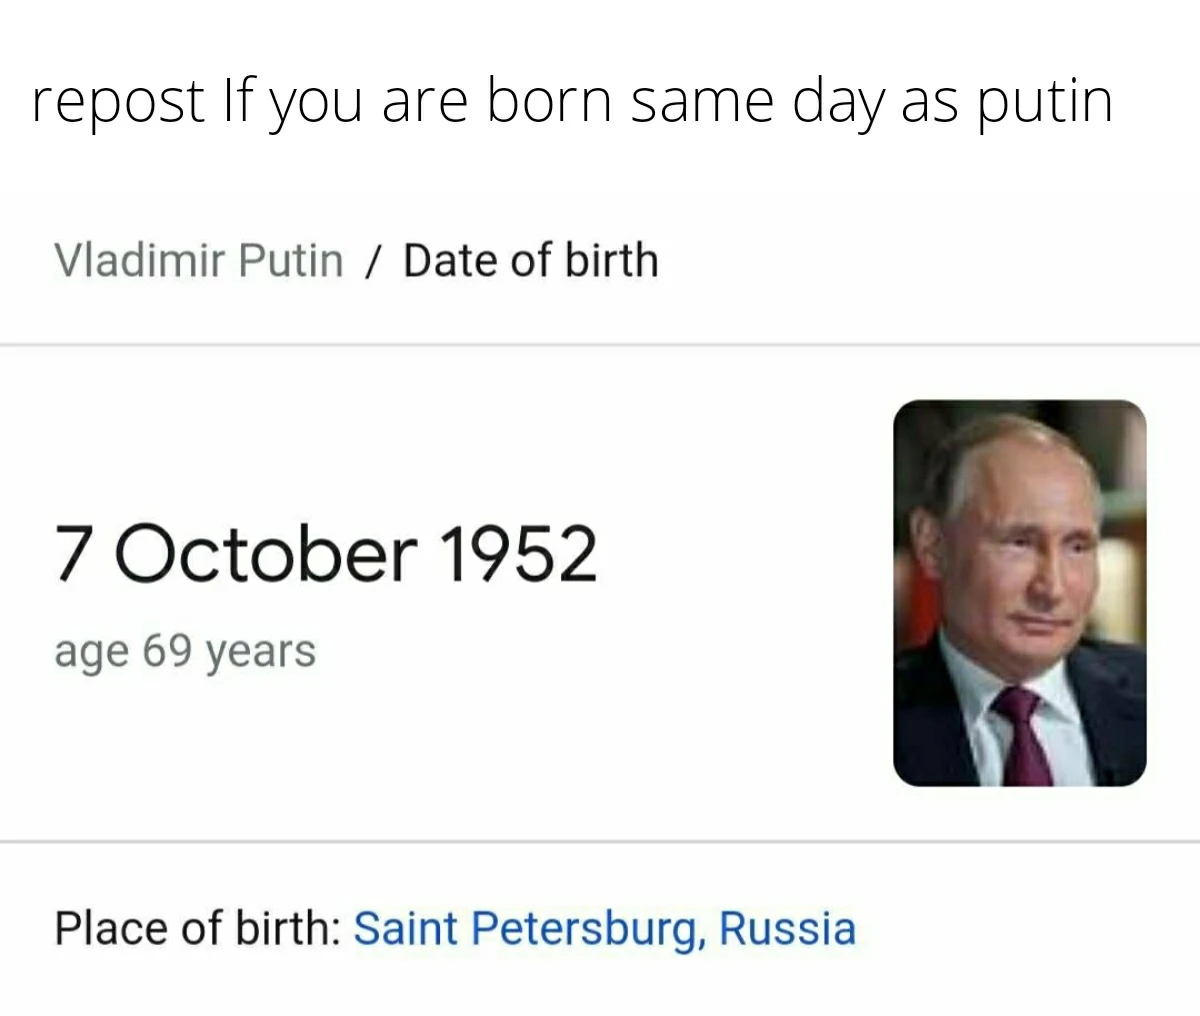 repost If you are born same day as putin
Vladimir Putin / Date of birth
7 October 1952
age 69 years
Place of birth: Saint Petersburg, Russia